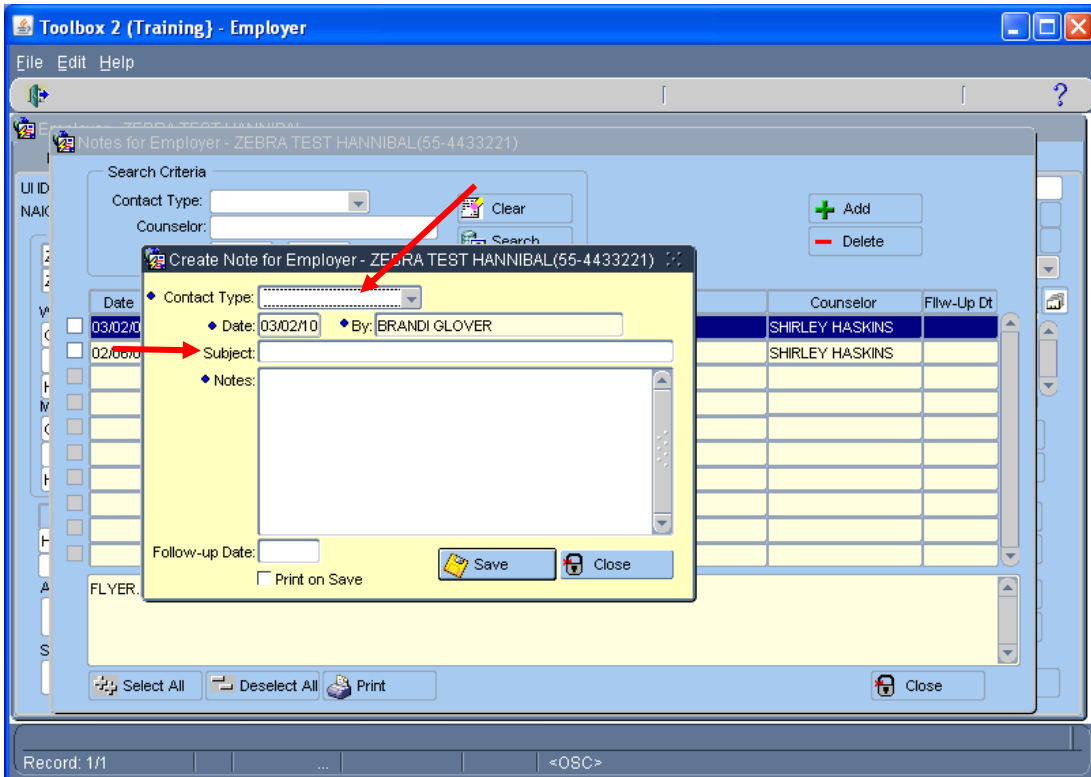 Toolbox 2 (Training} - Employer
File Edit Help
?
Notes for Employer - ZEBRA TEST HANNIBAL(55-4433221)
Search Criteria
UI ID
Contact Type:
Clear
Add
NAIC
Counselor:
Search
Delete
Create Note for Employer - ZEBRA TEST HANNIBAL(55-4433221)
Contact Type:
Date
Counselor
Fllw-Up Dt
Date: 03/02/10 By: BRANDI GLOVER
03/02/0
SHIRLEY HASKINS
Subject:
02/06/0
SHIRLEY HASKINS
Notes:
Follow-up Date:
Save
Close
Print on Save
FLYER.
Select All
Deselect All
Print
Close
Record: 1/1
...
<OSC>